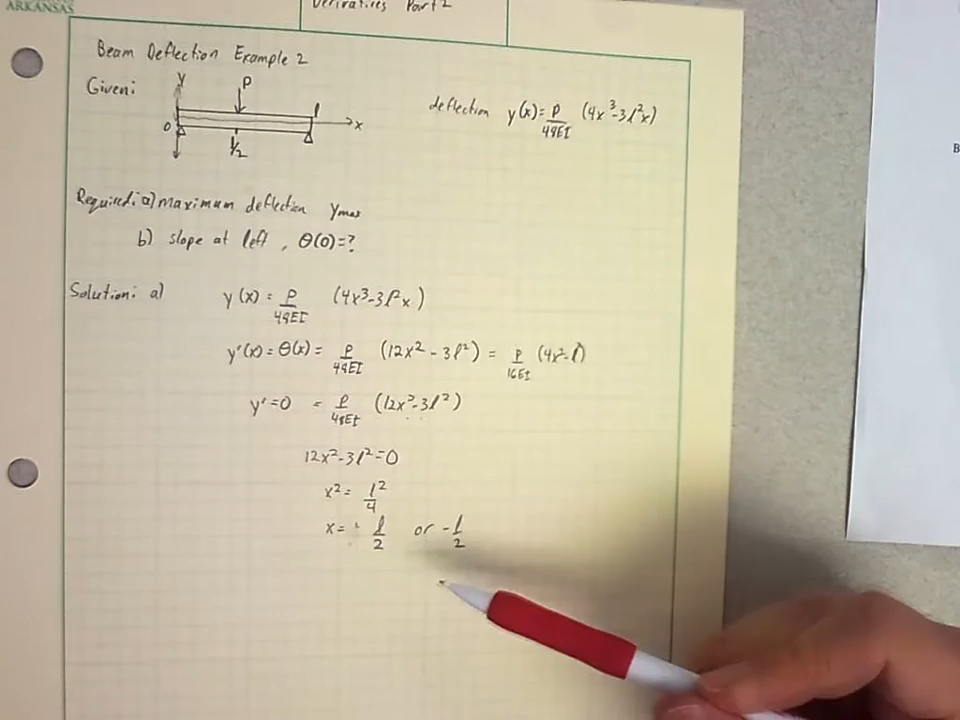 ARKANSAS
Derivatives Part 2
Beam Deflection Example 2
Given: y P l 0 x l/2
deflection y(x) = P/48EI (4x³-3l²x)
B
Required: a) maximum deflection ymax
b) slope at left, θ(0)=?
Solution: a) y(x) = P/48EI (4x³-3l²x)
y'(x) = θ(x) = P/48EI (12x² - 3l²) = P/16EI (4x²-l)
y'=0 = P/48EI (12x²-3l²)
12x²-3l²=0
x² = l²/4
x = l/2 or -l/2